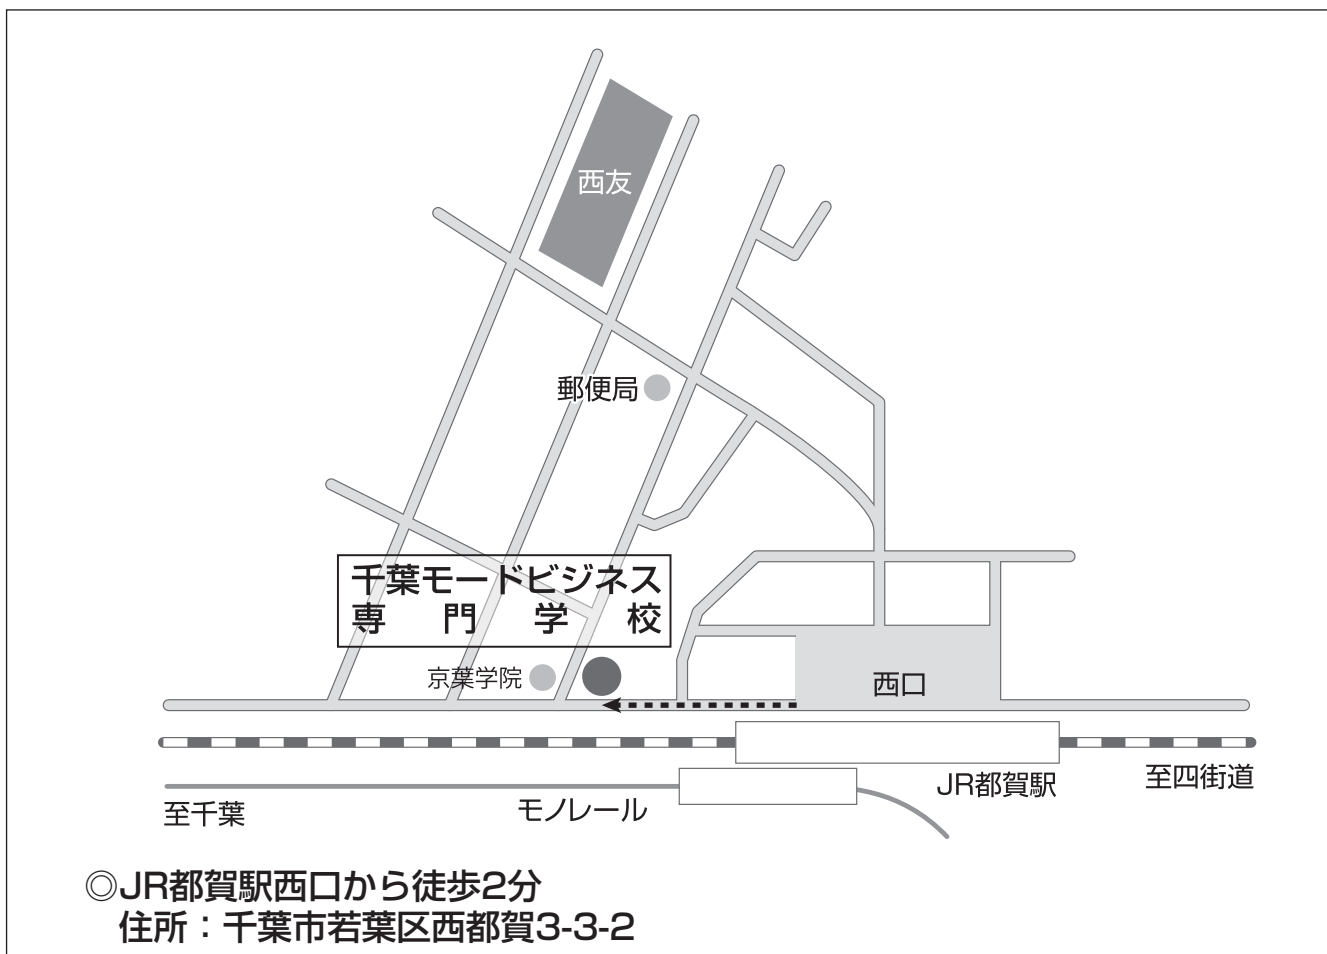 西友
郵便局
千葉モードビジネス
専門学校
京葉学院
西口
JR都賀駅
至四街道
至千葉
モノレール
◎JR都賀駅西口から徒歩2分
住所：千葉市若葉区西都賀3-3-2